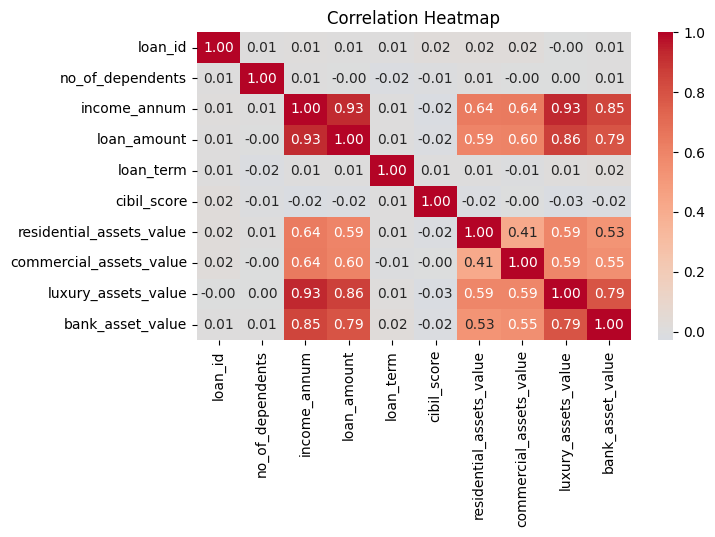 Correlation Heatmap
loan_id 1.00 0.01 0.01 0.01 0.01 0.02 0.02 0.02 -0.00 0.01
no_of_dependents 0.01 1.00 0.01 -0.00 -0.02 -0.01 0.01 -0.00 0.00 0.01
income_annum 0.01 0.01 1.00 0.93 0.01 -0.02 0.64 0.64 0.93 0.85
loan_amount 0.01 -0.00 0.93 1.00 0.01 -0.02 0.59 0.60 0.86 0.79
loan_term 0.01 -0.02 0.01 0.01 1.00 0.01 0.01 -0.01 0.01 0.02
cibil_score 0.02 -0.01 -0.02 -0.02 0.01 1.00 -0.02 -0.00 -0.03 -0.02
residential_assets_value 0.02 0.01 0.64 0.59 0.01 -0.02 1.00 0.41 0.59 0.53
commercial_assets_value 0.02 -0.00 0.64 0.60 -0.01 -0.00 0.41 1.00 0.59 0.55
luxury_assets_value -0.00 0.00 0.93 0.86 0.01 -0.03 0.59 0.59 1.00 0.79
bank_asset_value 0.01 0.01 0.85 0.79 0.02 -0.02 0.53 0.55 0.79 1.00
loan_id
no_of_dependents
income_annum
loan_amount
loan_term
cibil_score
residential_assets_value
commercial_assets_value
luxury_assets_value
bank_asset_value
1.0
0.8
0.6
0.4
0.2
0.0